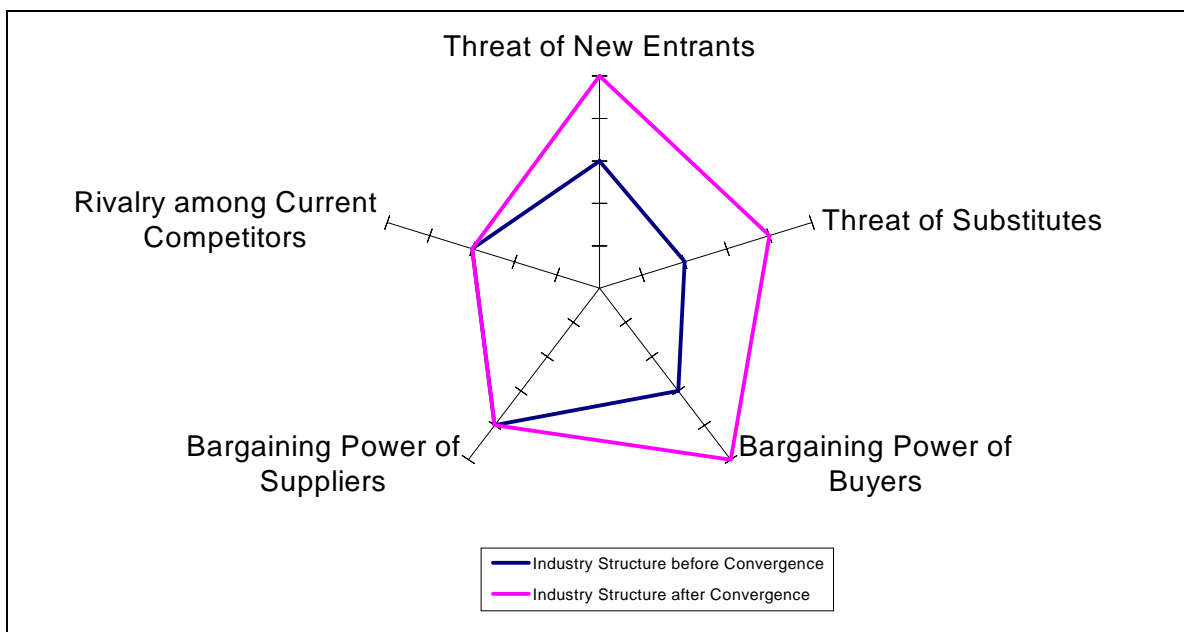 Threat of New Entrants
Rivalry among Current
Competitors
Threat of Substitutes
Bargaining Power of
Suppliers
Bargaining Power of
Buyers
Industry Structure before Convergence
Industry Structure after Convergence